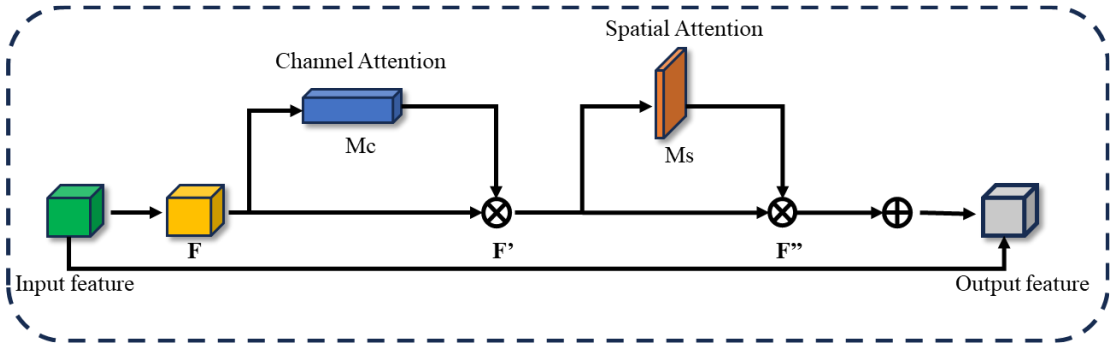 Spatial Attention
Channel Attention
Mc
Ms
F
F’
F”
Input feature
Output feature